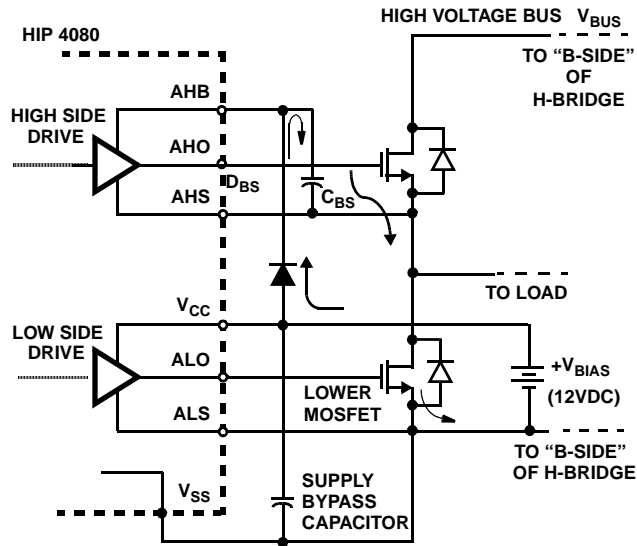 HIGH VOLTAGE BUS V_BUS
HIP 4080
TO “B-SIDE”
OF
H-BRIDGE
AHB
HIGH SIDE
DRIVE
AHO
D_BS
C_BS
AHS
TO LOAD
V_CC
LOW SIDE
DRIVE
ALO
LOWER
MOSFET
+V_BIAS
(12VDC)
ALS
TO “B-SIDE”
OF H-BRIDGE
V_SS
SUPPLY
BYPASS
CAPACITOR